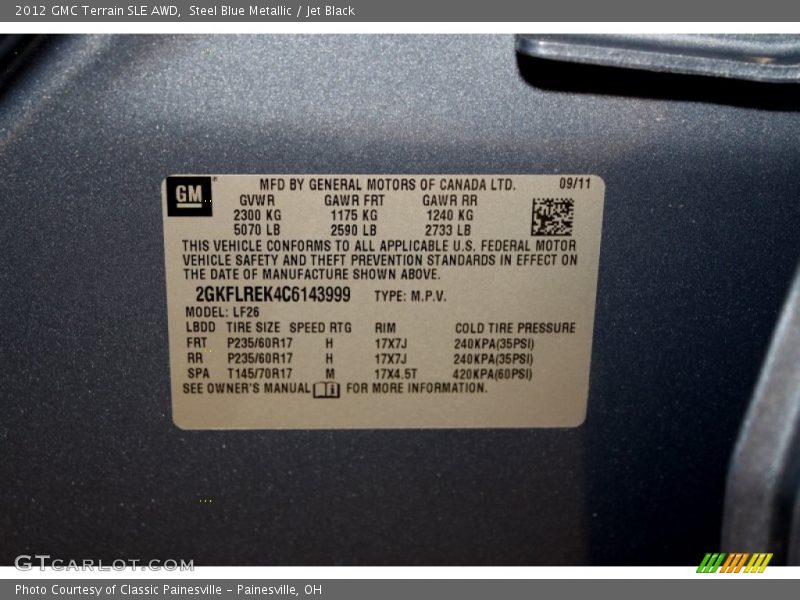 2012 GMC Terrain SLE AWD, Steel Blue Metallic / Jet Black
GM
MFD BY GENERAL MOTORS OF CANADA LTD. 09/11
GVWR GAWR FRT GAWR RR
2300 KG 1175 KG 1240 KG
5070 LB 2590 LB 2733 LB
THIS VEHICLE CONFORMS TO ALL APPLICABLE U.S. FEDERAL MOTOR
VEHICLE SAFETY AND THEFT PREVENTION STANDARDS IN EFFECT ON
THE DATE OF MANUFACTURE SHOWN ABOVE.
2GKFLREK4C6143999 TYPE: M.P.V.
MODEL: LF26
LBDD TIRE SIZE SPEED RTG RIM COLD TIRE PRESSURE
FRT P235/60R17 H 17X7J 240KPA(35PSI)
RR P235/60R17 H 17X7J 240KPA(35PSI)
SPA T145/70R17 M 17X4.5T 420KPA(60PSI)
SEE OWNER'S MANUAL FOR MORE INFORMATION.
GTCARLOT.COM
Photo Courtesy of Classic Painesville - Painesville, OH